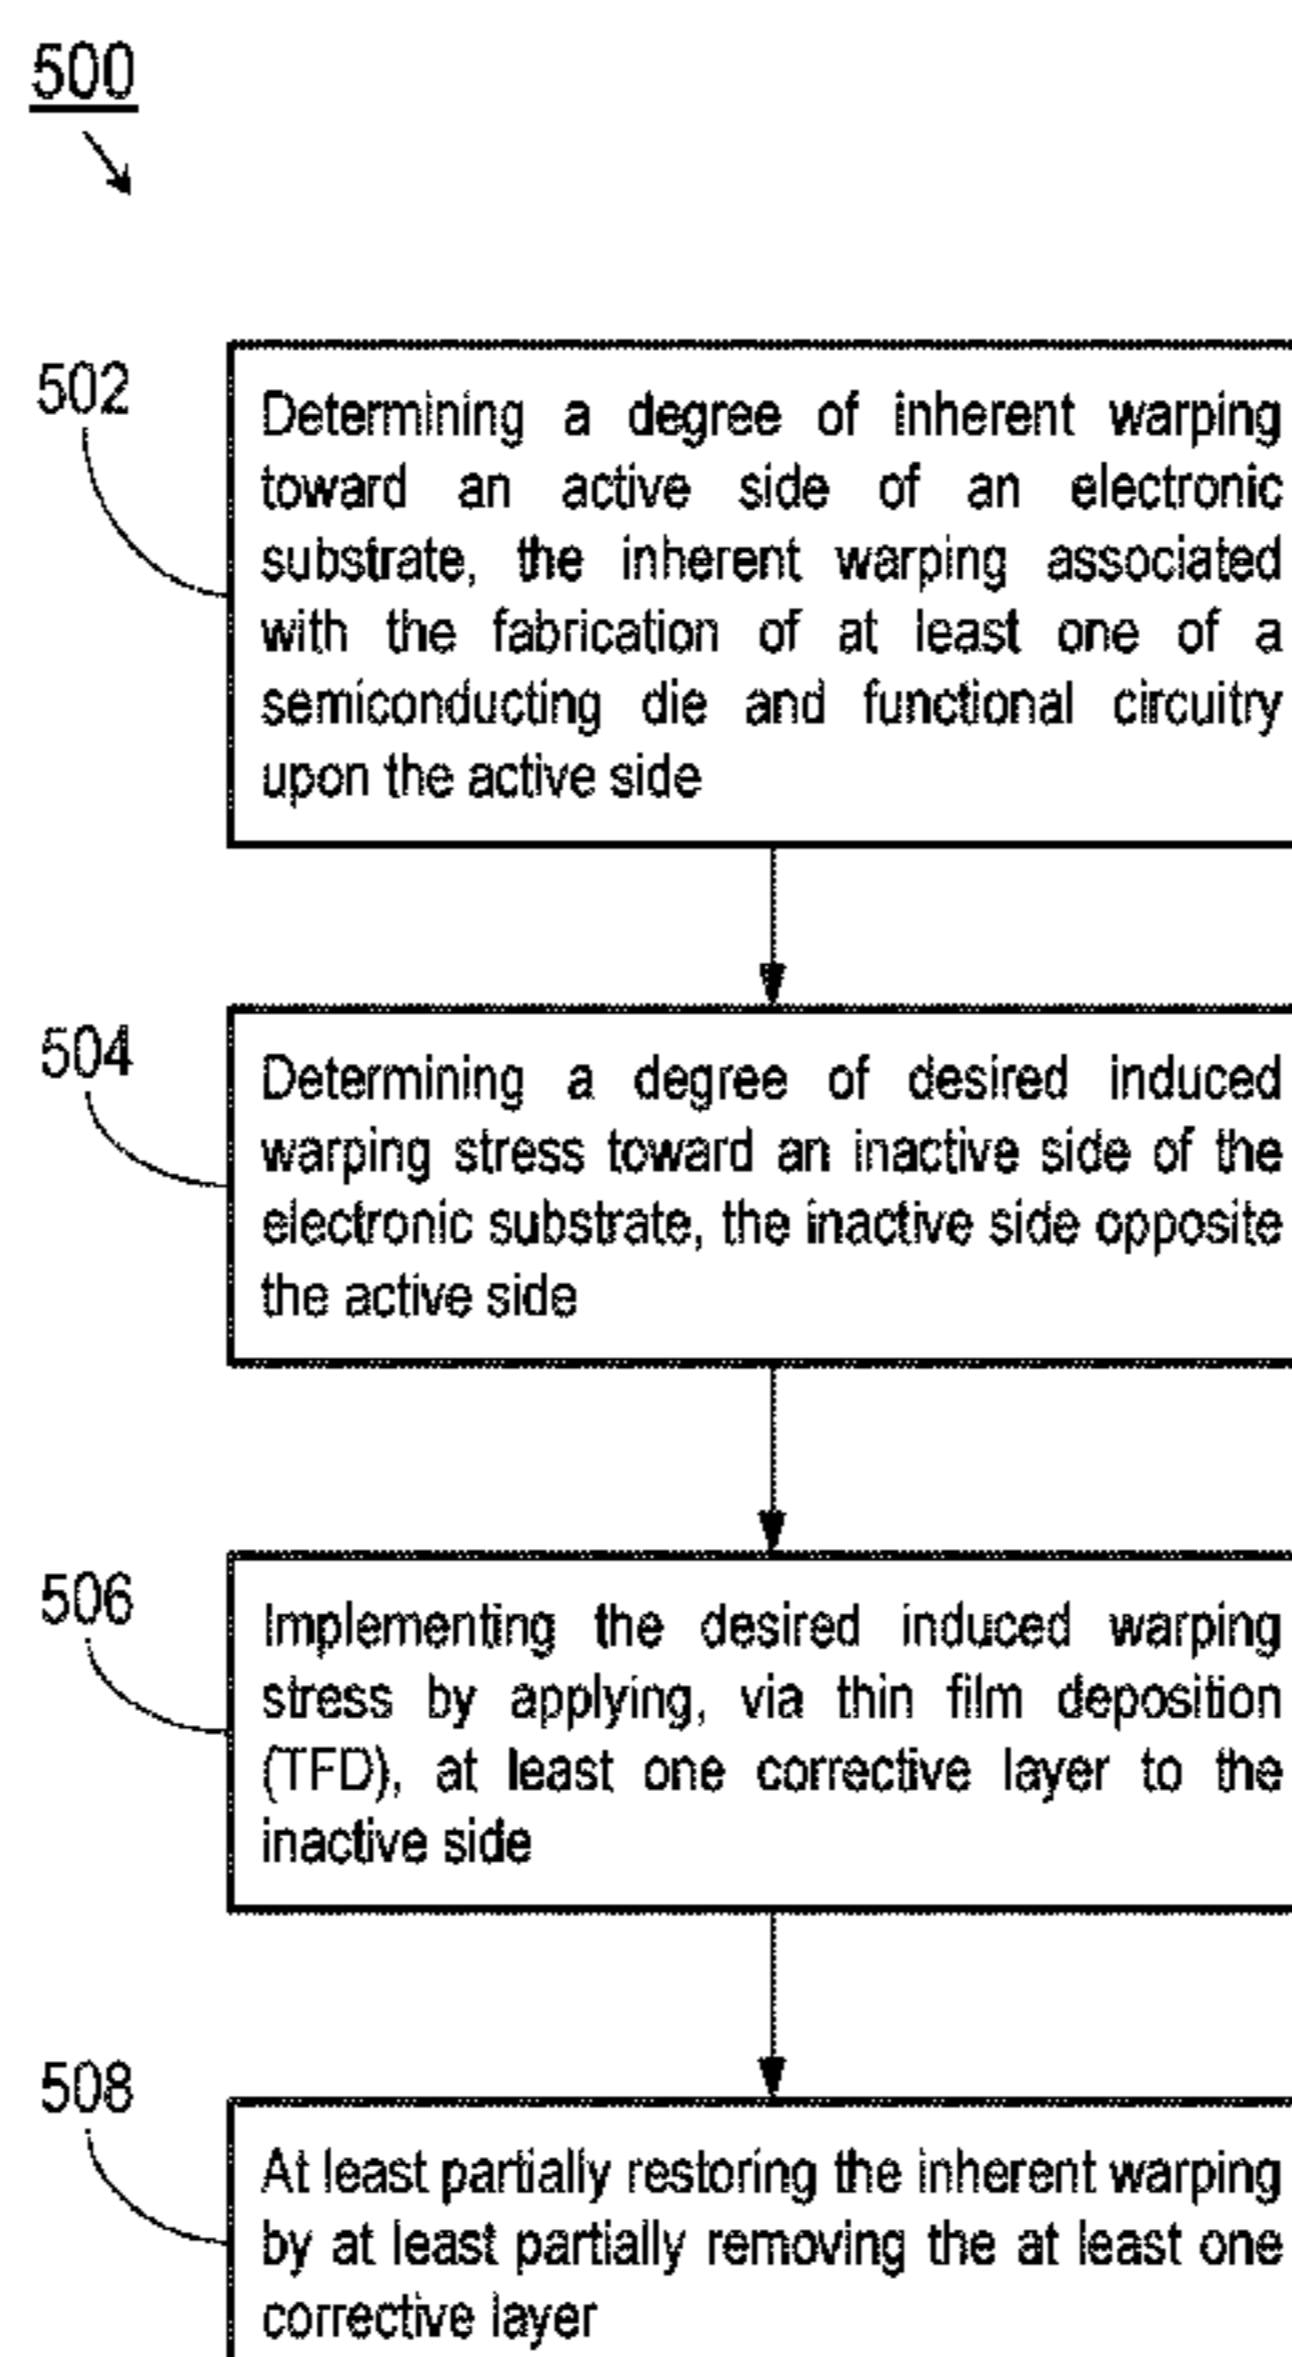 500
502
Determining a degree of inherent warping
toward an active side of an electronic
substrate, the inherent warping associated
with the fabrication of at least one of a
semiconducting die and functional circuitry
upon the active side
504
Determining a degree of desired induced
warping stress toward an inactive side of the
electronic substrate, the inactive side opposite
the active side
506
Implementing the desired induced warping
stress by applying, via thin film deposition
(TFD), at least one corrective layer to the
inactive side
508
At least partially restoring the inherent warping
by at least partially removing the at least one
corrective layer